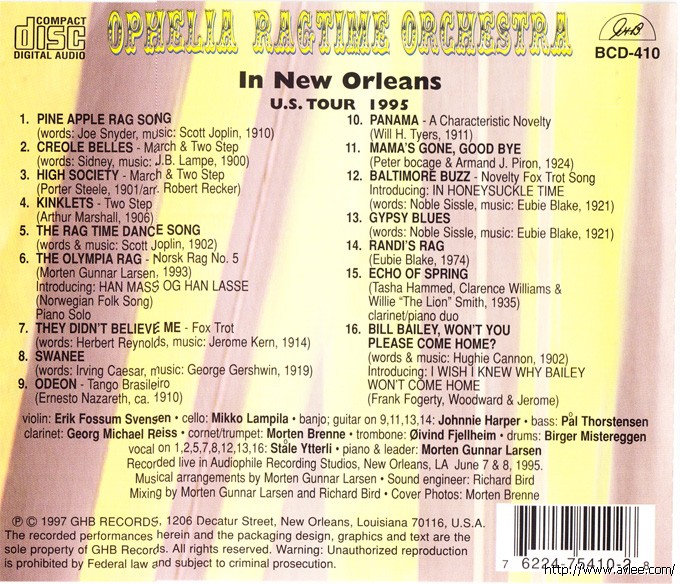 COMPACT
disc
DIGITAL AUDIO
OPHELIA RAGTIME ORCHESTRA
GHB
BCD-410
In New Orleans
U.S. TOUR 1995
1. PINE APPLE RAG SONG
(words: Joe Snyder, music: Scott Joplin, 1910)
2. CREOLE BELLES - March & Two Step
(words: Sidney, music: J.B. Lampe, 1900)
3. HIGH SOCIETY - March & Two Step
(Porter Steele, 1901/arr. Robert Recker)
4. KINKLETS - Two Step
(Arthur Marshall, 1906)
5. THE RAG TIME DANCE SONG
(words & music: Scott Joplin, 1902)
6. THE OLYMPIA RAG - Norsk Rag No. 5
(Morten Gunnar Larsen, 1993)
Introducing: HAN MASS OG HAN LASSE
(Norwegian Folk Song)
Piano Solo
7. THEY DIDN'T BELIEVE ME - Fox Trot
(words: Herbert Reynolds, music: Jerome Kern, 1914)
8. SWANEE
(words: Irving Caesar, music: George Gershwin, 1919)
9. ODEON - Tango Brasileiro
(Ernesto Nazareth, ca. 1910)
10. PANAMA - A Characteristic Novelty
(Will H. Tyers, 1911)
11. MAMA'S GONE, GOOD BYE
(Peter bocage & Armand J. Piron, 1924)
12. BALTIMORE BUZZ - Novelty Fox Trot Song
Introducing: IN HONEYSUCKLE TIME
(words: Noble Sissle, music: Eubie Blake, 1921)
13. GYPSY BLUES
(words: Noble Sissle, music: Eubie Blake, 1921)
14. RANDI'S RAG
(Eubie Blake, 1974)
15. ECHO OF SPRING
(Tasha Hammed, Clarence Williams &
Willie "The Lion" Smith, 1935)
clarinet/piano duo
16. BILL BAILEY, WON'T YOU
PLEASE COME HOME?
(words & music: Hughie Cannon, 1902)
Introducing: I WISH I KNEW WHY BAILEY
WON'T COME HOME
(Frank Fogerty, Woodward & Jerome)
violin: Erik Fossum Svensen • cello: Mikko Lampila • banjo; guitar on 9,11,13,14: Johnnie Harper • bass: Pål Thorstensen
clarinet: Georg Michael Reiss • cornet/trumpet: Morten Brenne • trombone: Øivind Fjellheim • drums: Birger Mistereggen
vocal on 1,2,5,7,8,12,13,16: Ståle Ytterli • piano & leader: Morten Gunnar Larsen
Recorded live in Audiophile Recording Studios, New Orleans, LA June 7 & 8, 1995.
Musical arrangements by Morten Gunnar Larsen • Sound engineer: Richard Bird
Mixing by Morten Gunnar Larsen and Richard Bird • Cover Photos: Morten Brenne
℗ © 1997 GHB RECORDS, 1206 Decatur Street, New Orleans, Louisiana 70116, U.S.A.
The recorded performances herein and the packaging design, graphics and text are the
sole property of GHB Records. All rights reserved. Warning: Unauthorized reproduction
is prohibited by Federal law and subject to criminal prosecution.
7 62247-5410-2 8
http://www.avlee.com/